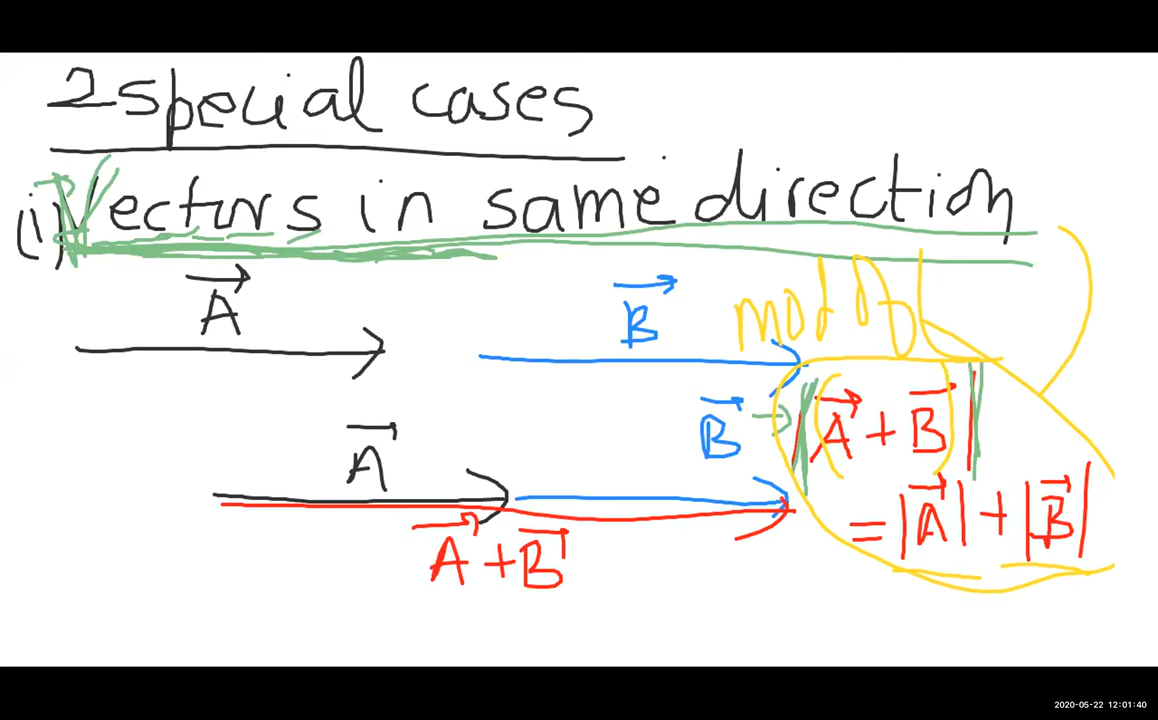 2 special cases
(i) Vectors in same direction
A⃗
B⃗
mod of
A⃗
B⃗
|(A⃗ + B⃗)|
= |A⃗| + |B⃗|
A⃗ + B⃗
2020-05-22 12:01:40